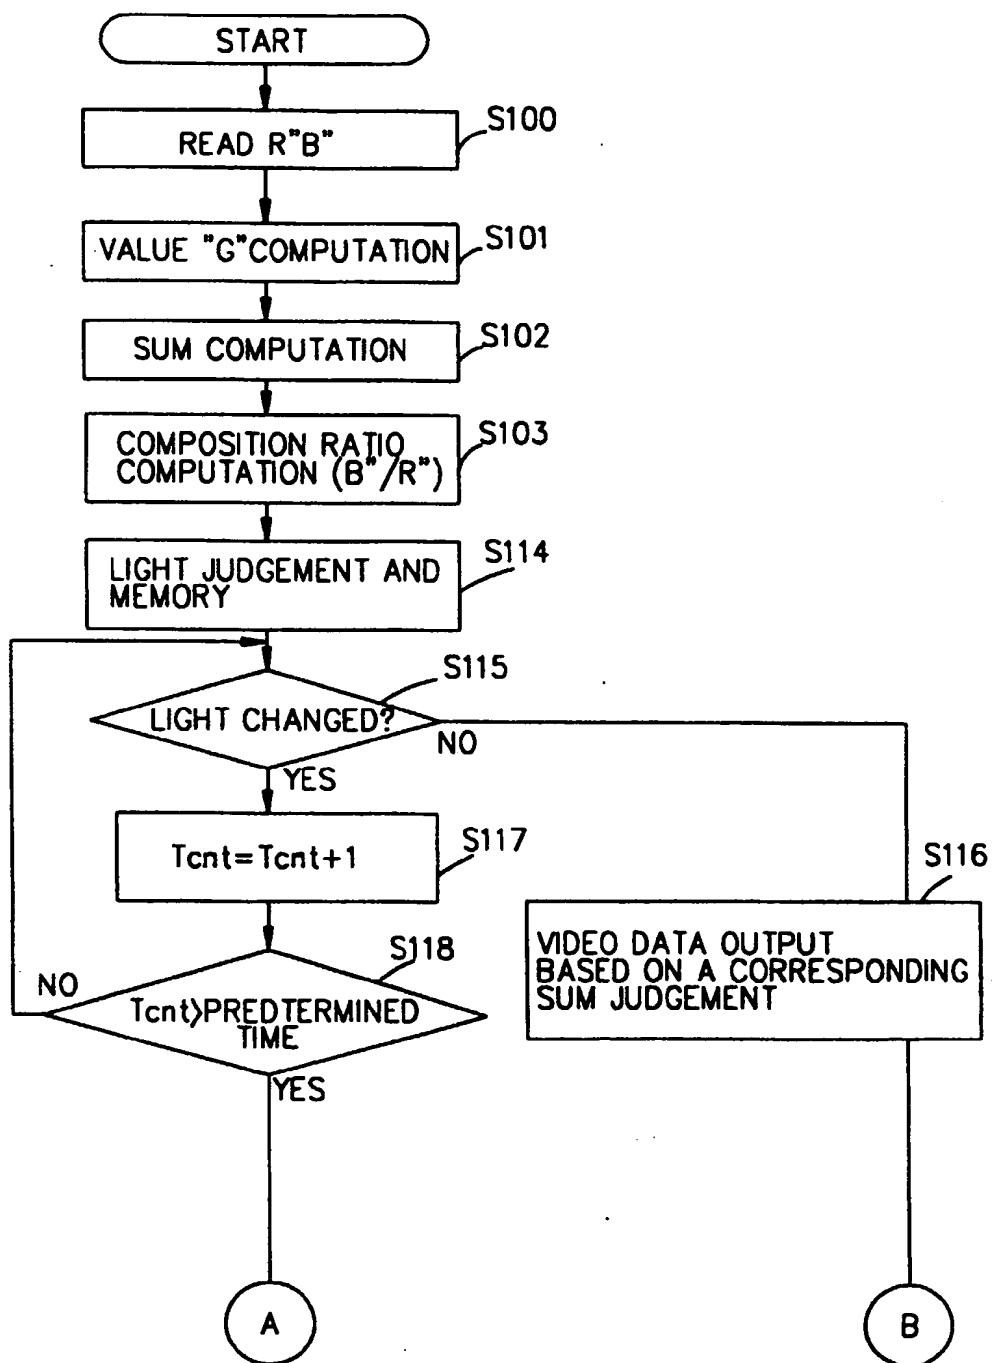 START
S100
READ R"B"
S101
VALUE "G"COMPUTATION
S102
SUM COMPUTATION
S103
COMPOSITION RATIO
COMPUTATION (B"/R")
S114
LIGHT JUDGEMENT AND
MEMORY
S115
LIGHT CHANGED?
NO
YES
S117
Tcnt=Tcnt+1
S116
VIDEO DATA OUTPUT
BASED ON A CORRESPONDING
SUM JUDGEMENT
S118
NO
Tcnt>PREDTERMINED
TIME
YES
A
B